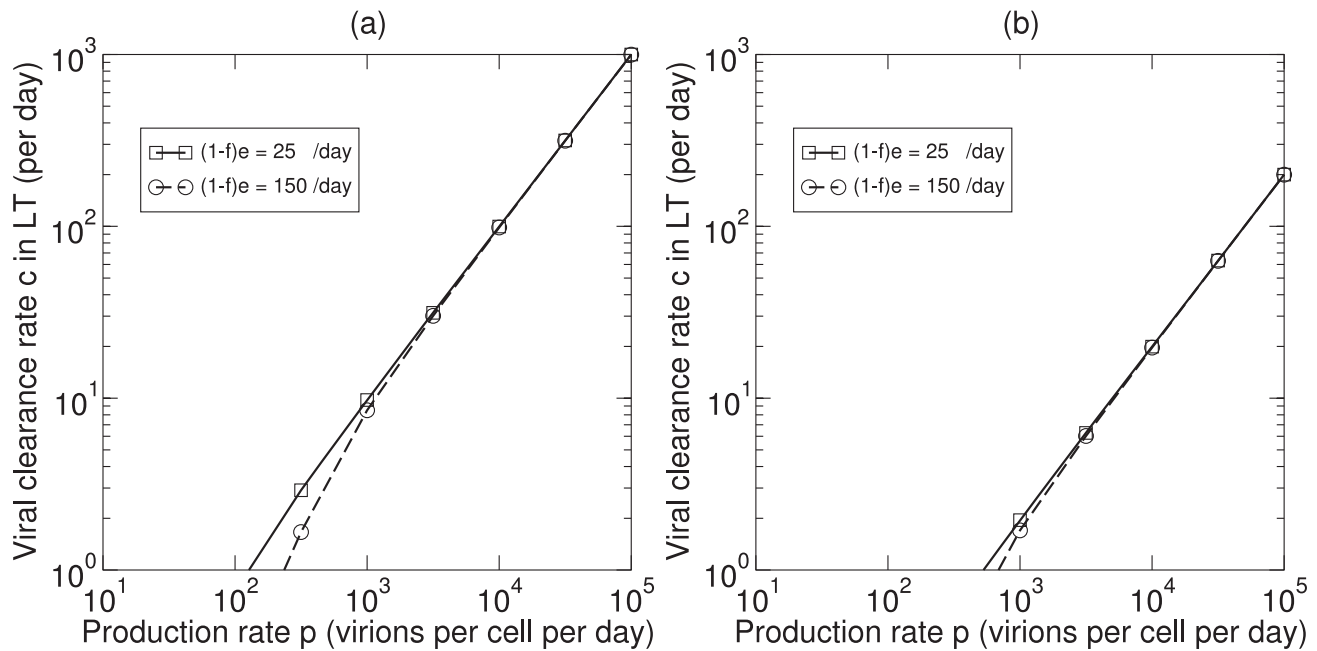 (a)
Viral clearance rate c in LT (per day)
10^3
10^2
10^1
10^0
(1-f)e = 25 /day
(1-f)e = 150 /day
10^1 10^2 10^3 10^4 10^5
Production rate p (virions per cell per day)
(b)
Viral clearance rate c in LT (per day)
10^3
10^2
10^1
10^0
(1-f)e = 25 /day
(1-f)e = 150 /day
10^1 10^2 10^3 10^4 10^5
Production rate p (virions per cell per day)